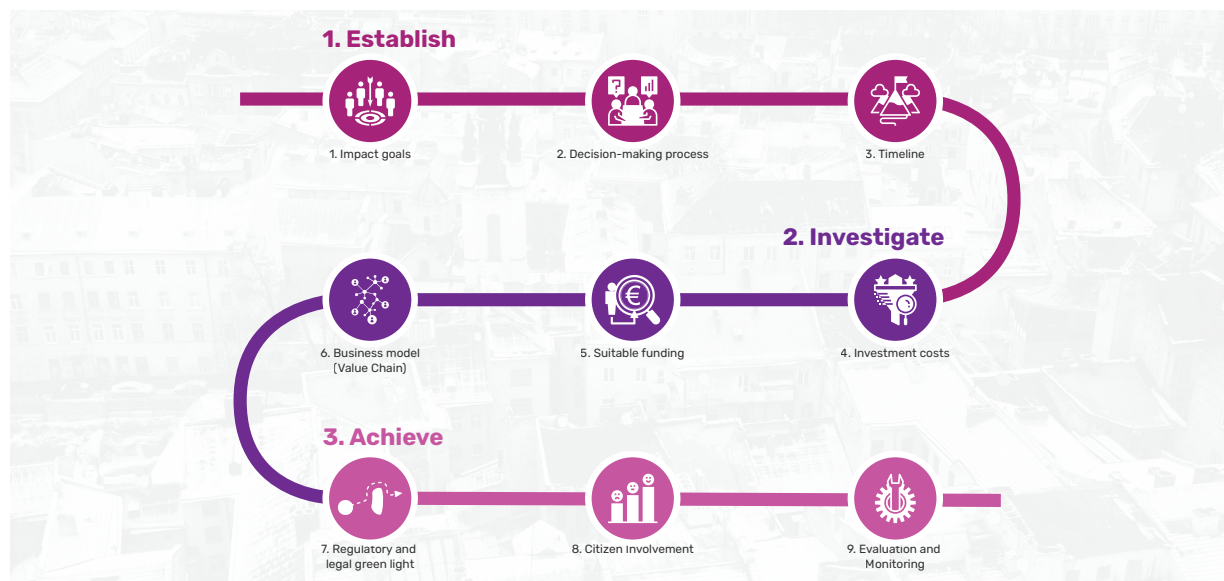 1. Establish
1. Impact goals
2. Decision-making process
3. Timeline
2. Investigate
6. Business model
(Value Chain)
5. Suitable funding
4. Investment costs
3. Achieve
7. Regulatory and
legal green light
8. Citizen Involvement
9. Evaluation and
Monitoring